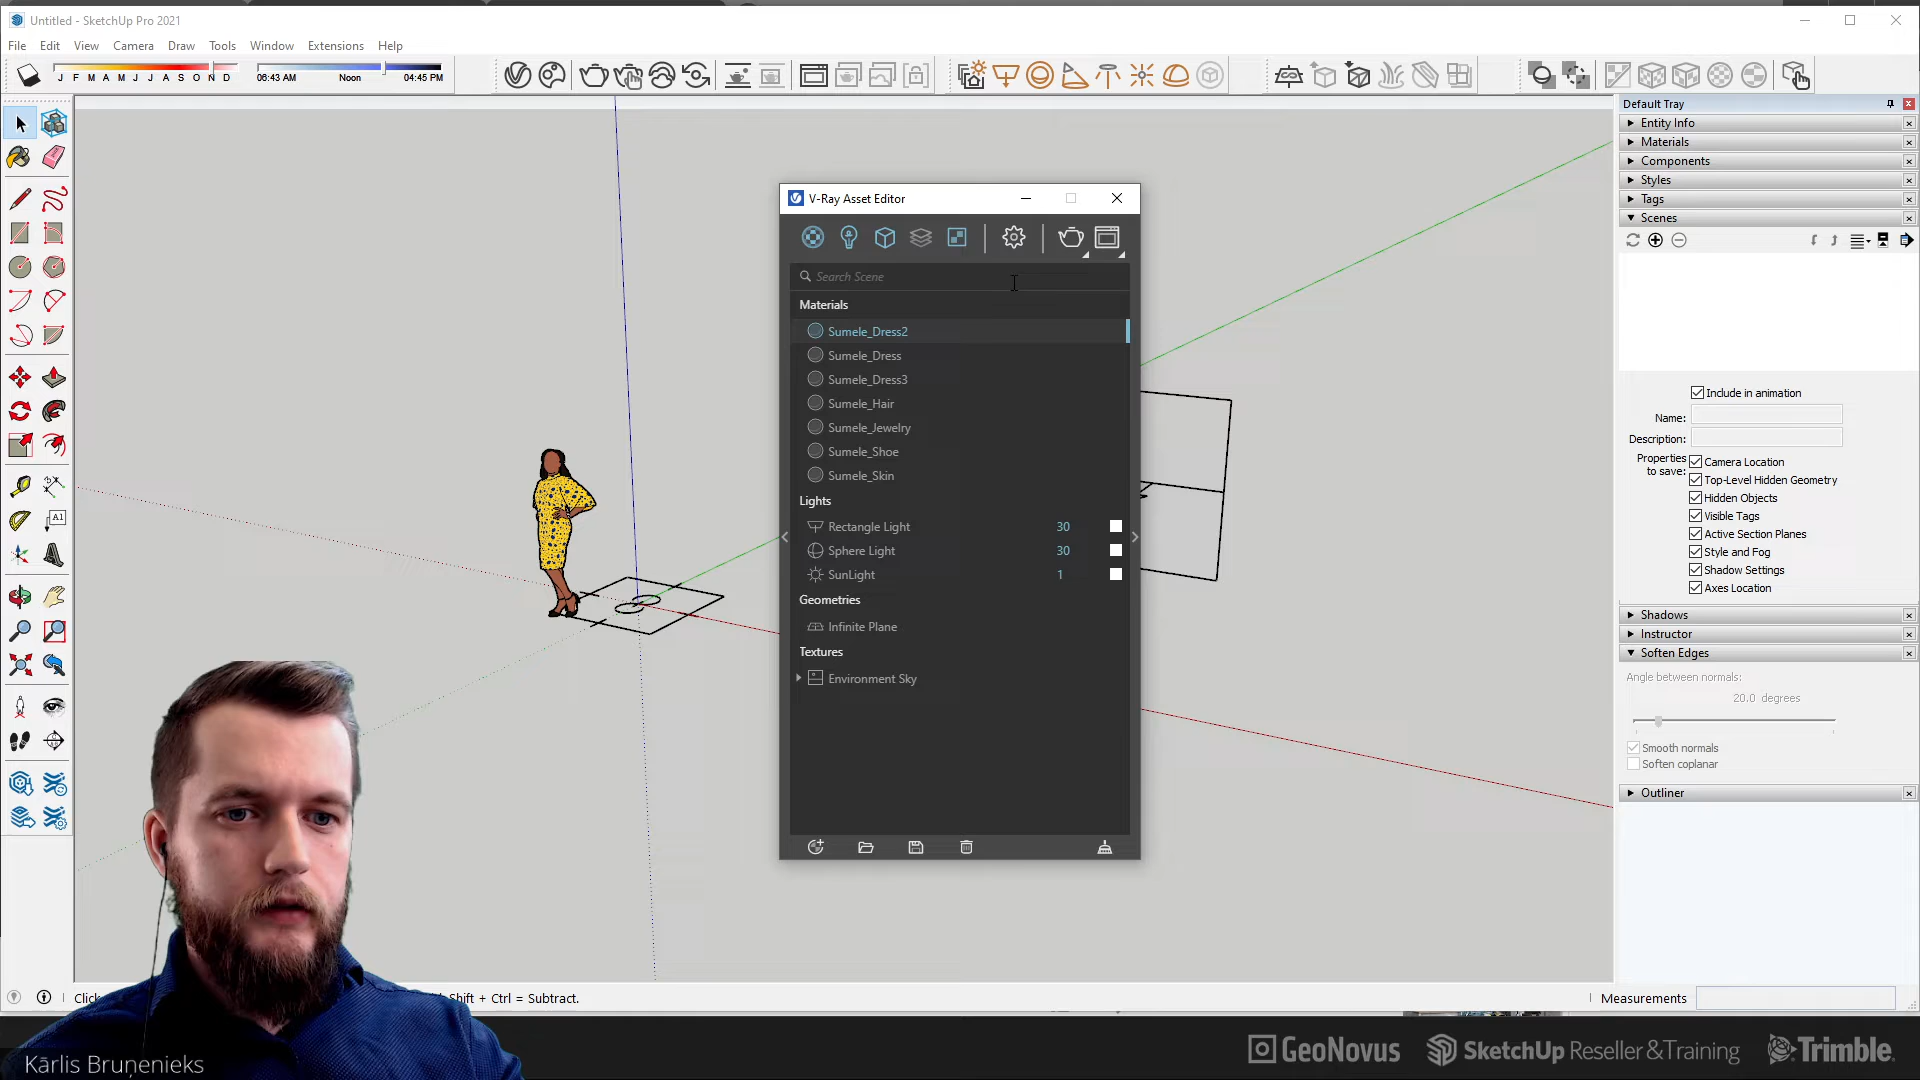 Untitled - SketchUp Pro 2021
File Edit View Camera Draw Tools Window Extensions Help
J F M A M J J A S O N D
06:43 AM Noon 04:45 PM
A1
V-Ray Asset Editor
Search Scene
Materials
Sumele_Dress2
Sumele_Dress
Sumele_Dress3
Sumele_Hair
Sumele_Jewelry
Sumele_Shoe
Sumele_Skin
Lights
Rectangle Light 30
Sphere Light 30
SunLight 1
Geometries
Infinite Plane
Textures
Environment Sky
Default Tray
Entity Info
Materials
Components
Styles
Tags
Scenes
Include in animation
Name:
Description:
Properties to save:
Camera Location
Top-Level Hidden Geometry
Hidden Objects
Visible Tags
Active Section Planes
Style and Fog
Shadow Settings
Axes Location
Shadows
Instructor
Soften Edges
Angle between normals:
20.0 degrees
Smooth normals
Soften coplanar
Outliner
Click
Shift + Ctrl = Subtract.
Measurements
Kārlis Bruņenieks
GeoNovus
SketchUp Reseller & Training
Trimble.